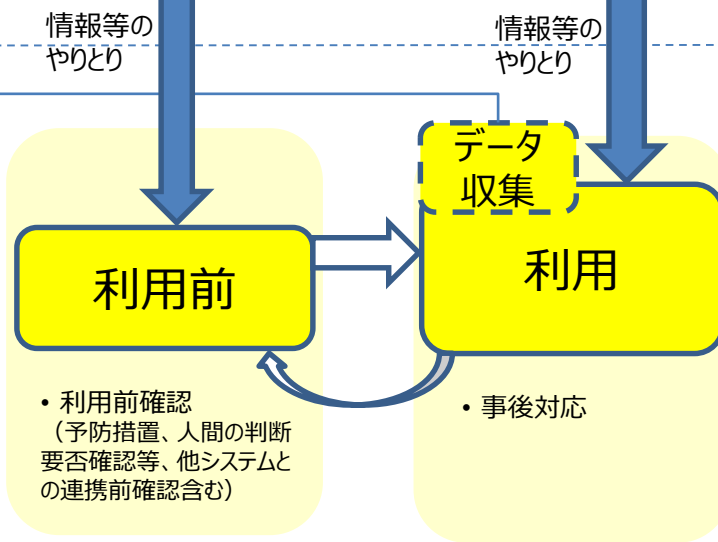 情報等の
やりとり
情報等の
やりとり
データ
収集
利用前
利用
• 利用前確認
（予防措置、人間の判断
要否確認等、他システムと
の連携前確認含む）
• 事後対応